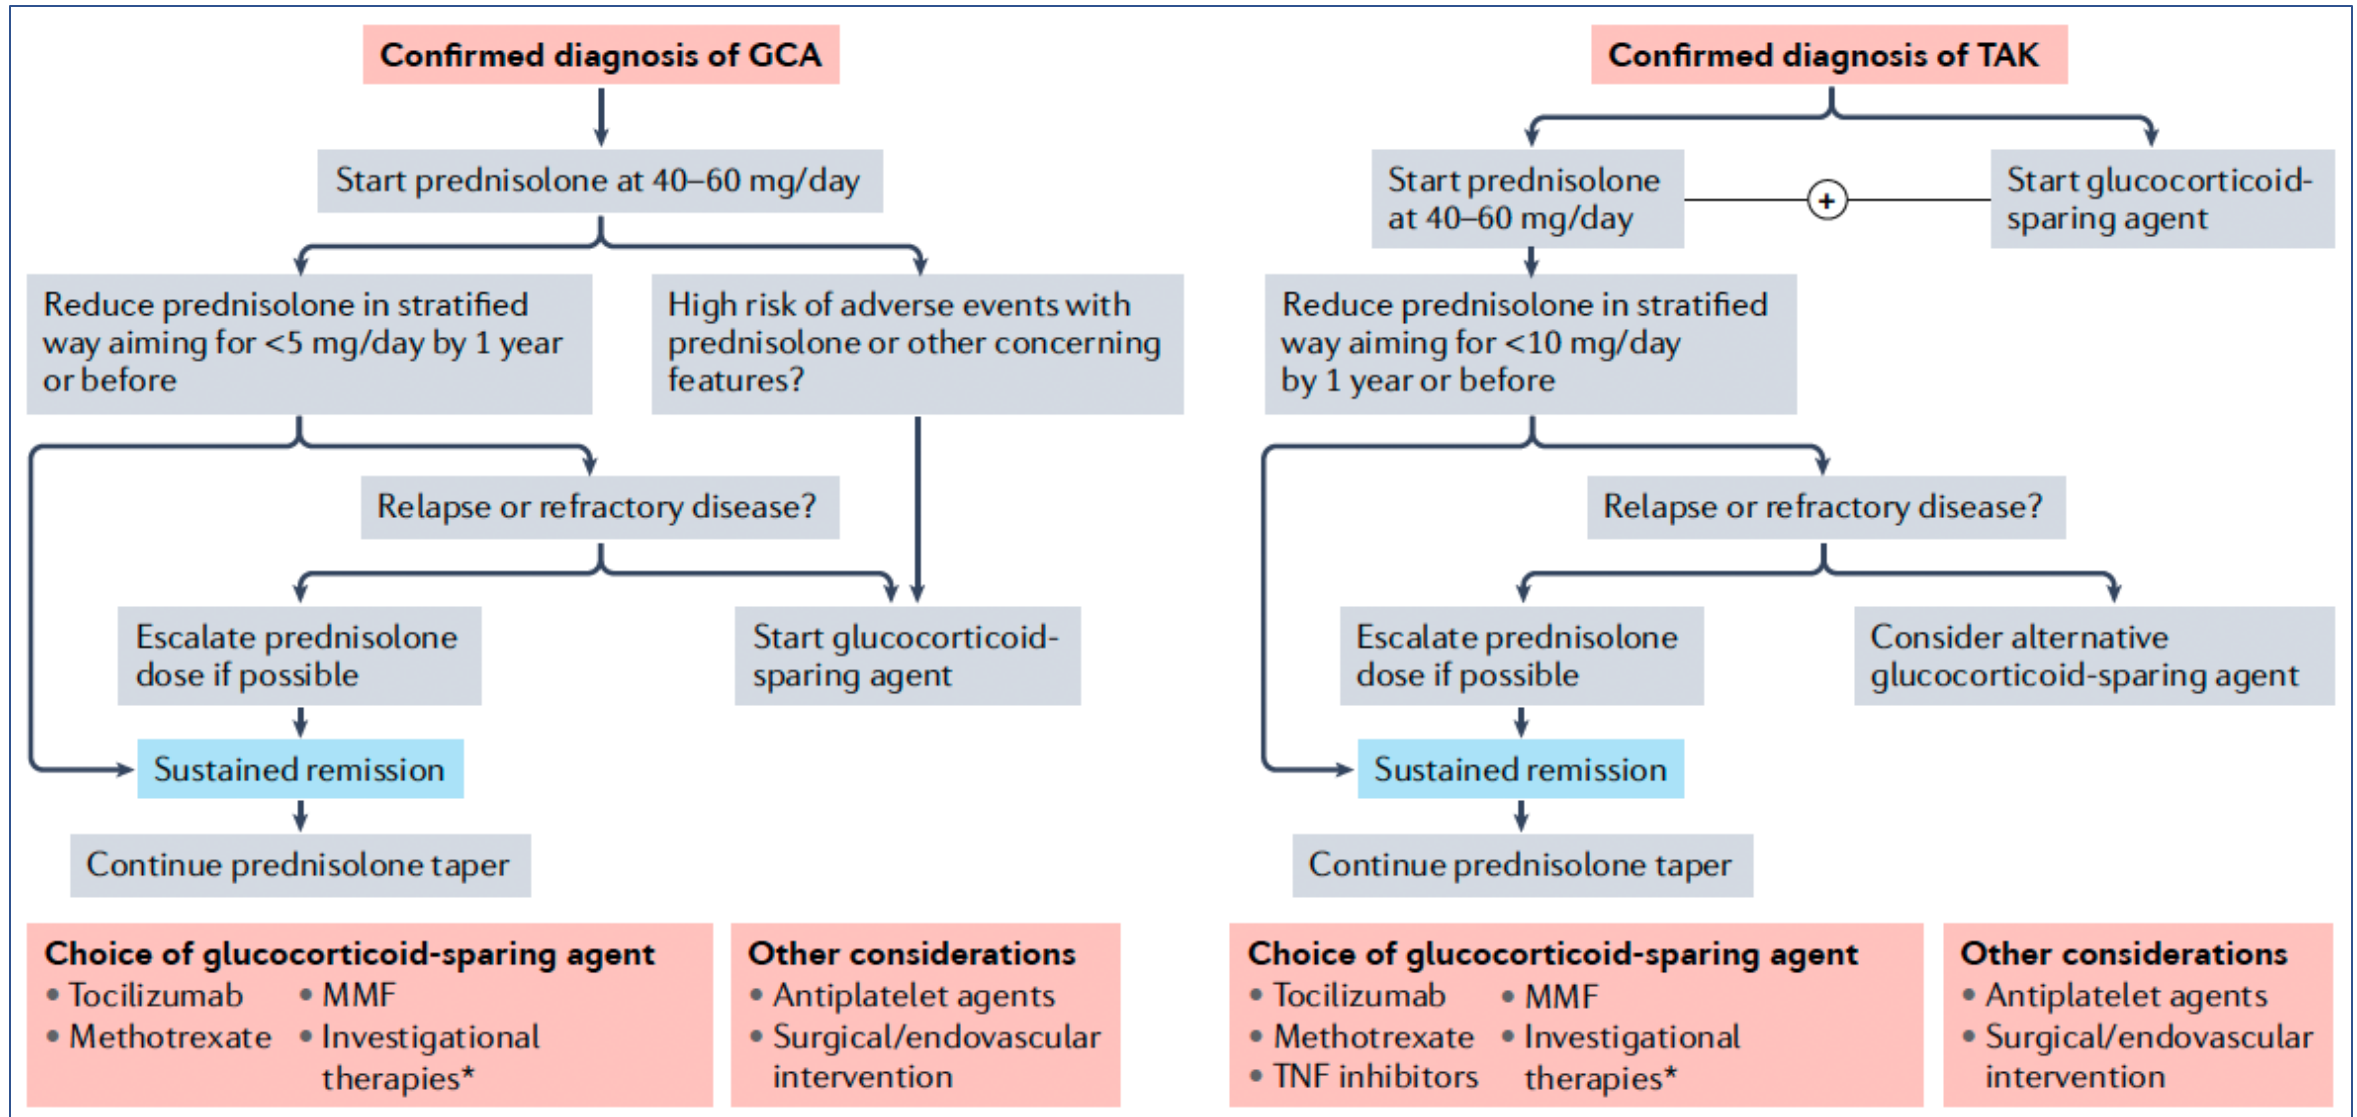 Confirmed diagnosis of GCA
Start prednisolone at 40–60 mg/day
Reduce prednisolone in stratified
way aiming for <5 mg/day by 1 year
or before
High risk of adverse events with
prednisolone or other concerning
features?
Relapse or refractory disease?
Escalate prednisolone
dose if possible
Start glucocorticoid-
sparing agent
Sustained remission
Continue prednisolone taper
Choice of glucocorticoid-sparing agent
• Tocilizumab
• Methotrexate
• MMF
• Investigational
therapies*
Other considerations
• Antiplatelet agents
• Surgical/endovascular
intervention
Confirmed diagnosis of TAK
Start prednisolone
at 40–60 mg/day
+
Start glucocorticoid-
sparing agent
Reduce prednisolone in stratified
way aiming for <10 mg/day
by 1 year or before
Relapse or refractory disease?
Escalate prednisolone
dose if possible
Consider alternative
glucocorticoid-sparing agent
Sustained remission
Continue prednisolone taper
Choice of glucocorticoid-sparing agent
• Tocilizumab
• Methotrexate
• TNF inhibitors
• MMF
• Investigational
therapies*
Other considerations
• Antiplatelet agents
• Surgical/endovascular
intervention